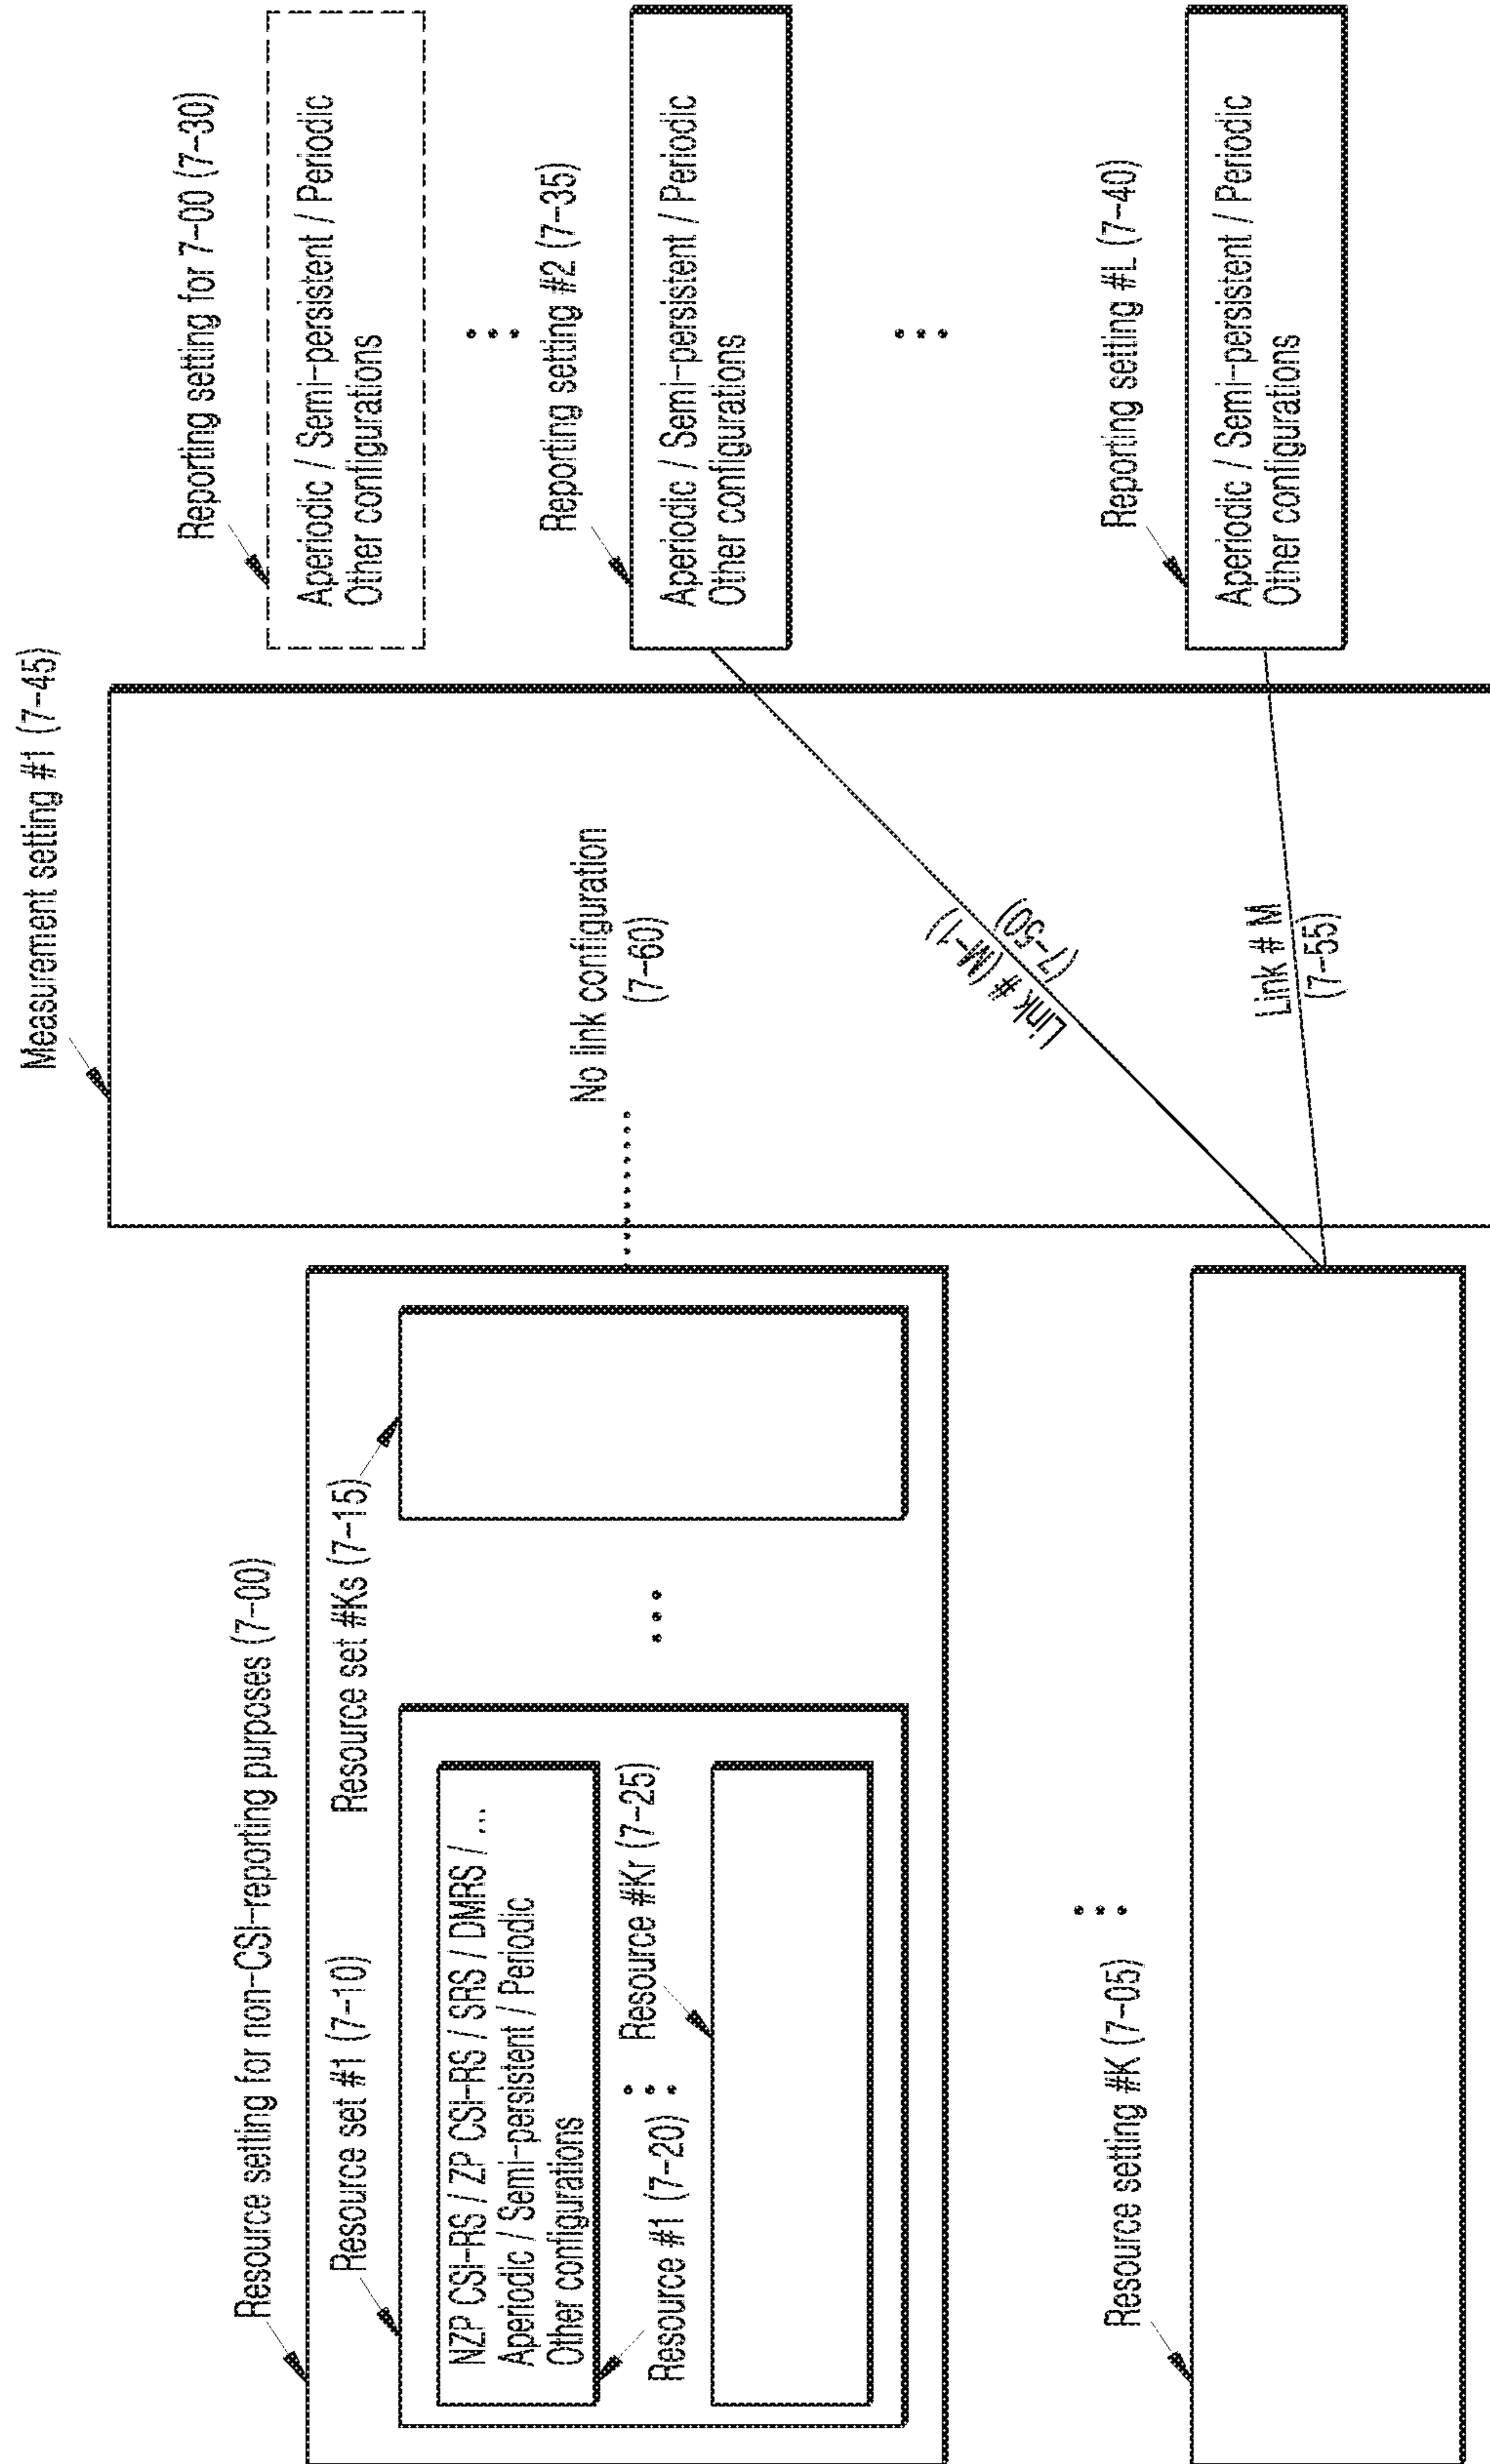 Measurement setting #1 (7-45)
Resource setting for non-CSI-reporting purposes (7-00)
Reporting setting for 7-00 (7-30)
Resource set #1 (7-10)
Resource set #Ks (7-15)
Aperiodic / Semi-persistent / Periodic
Other configurations
NZP CSI-RS / ZP CSI-RS / SRS / DMRS / ...
Aperiodic / Semi-persistent / Periodic
Other configurations
No link configuration
(7-60)
Reporting setting #2 (7-35)
Resource #1 (7-20)
Resource #Kr (7-25)
Aperiodic / Semi-persistent / Periodic
Other configurations
Link # (M-1)
(7-50)
Resource setting #K (7-05)
Reporting setting #L (7-40)
Link # M
(7-55)
Aperiodic / Semi-persistent / Periodic
Other configurations